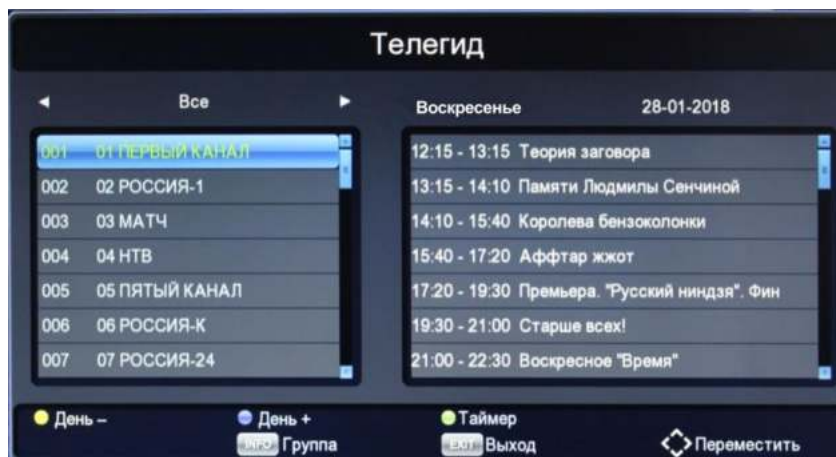 Телегид
Все
Воскресенье 28-01-2018
001 01 ПЕРВЫЙ КАНАЛ
002 02 РОССИЯ-1
003 03 МАТЧ
004 04 НТВ
005 05 ПЯТЫЙ КАНАЛ
006 06 РОССИЯ-К
007 07 РОССИЯ-24
12:15 - 13:15 Теория заговора
13:15 - 14:10 Памяти Людмилы Сенчиной
14:10 - 15:40 Королева бензоколонки
15:40 - 17:20 Аффтар жжот
17:20 - 19:30 Премьера. "Русский ниндзя". Фин
19:30 - 21:00 Старше всех!
21:00 - 22:30 Воскресное "Время"
День – День + Таймер
INFO Группа EXIT Выход Переместить